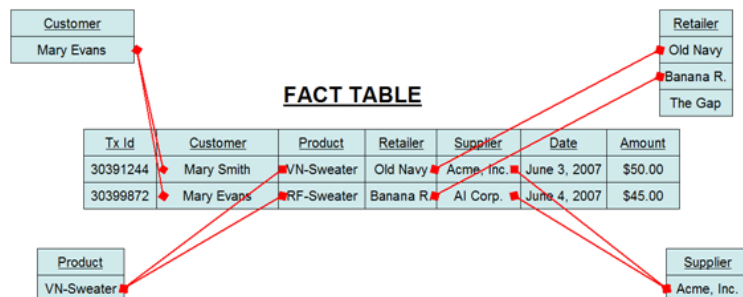 Customer
Mary Evans
Retailer
Old Navy
Banana R.
The Gap
FACT TABLE
Tx Id Customer Product Retailer Supplier Date Amount
30391244 Mary Smith VN-Sweater Old Navy Acme, Inc. June 3, 2007 $50.00
30399872 Mary Evans RF-Sweater Banana R. AI Corp. June 4, 2007 $45.00
Product
VN-Sweater
Supplier
Acme, Inc.